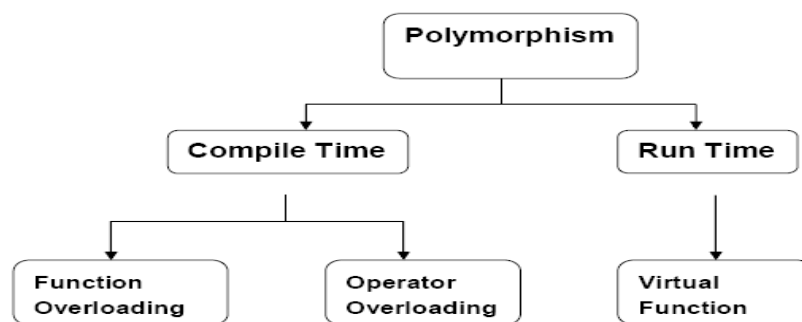 Polymorphism
Compile Time
Run Time
Function
Overloading
Operator
Overloading
Virtual
Function